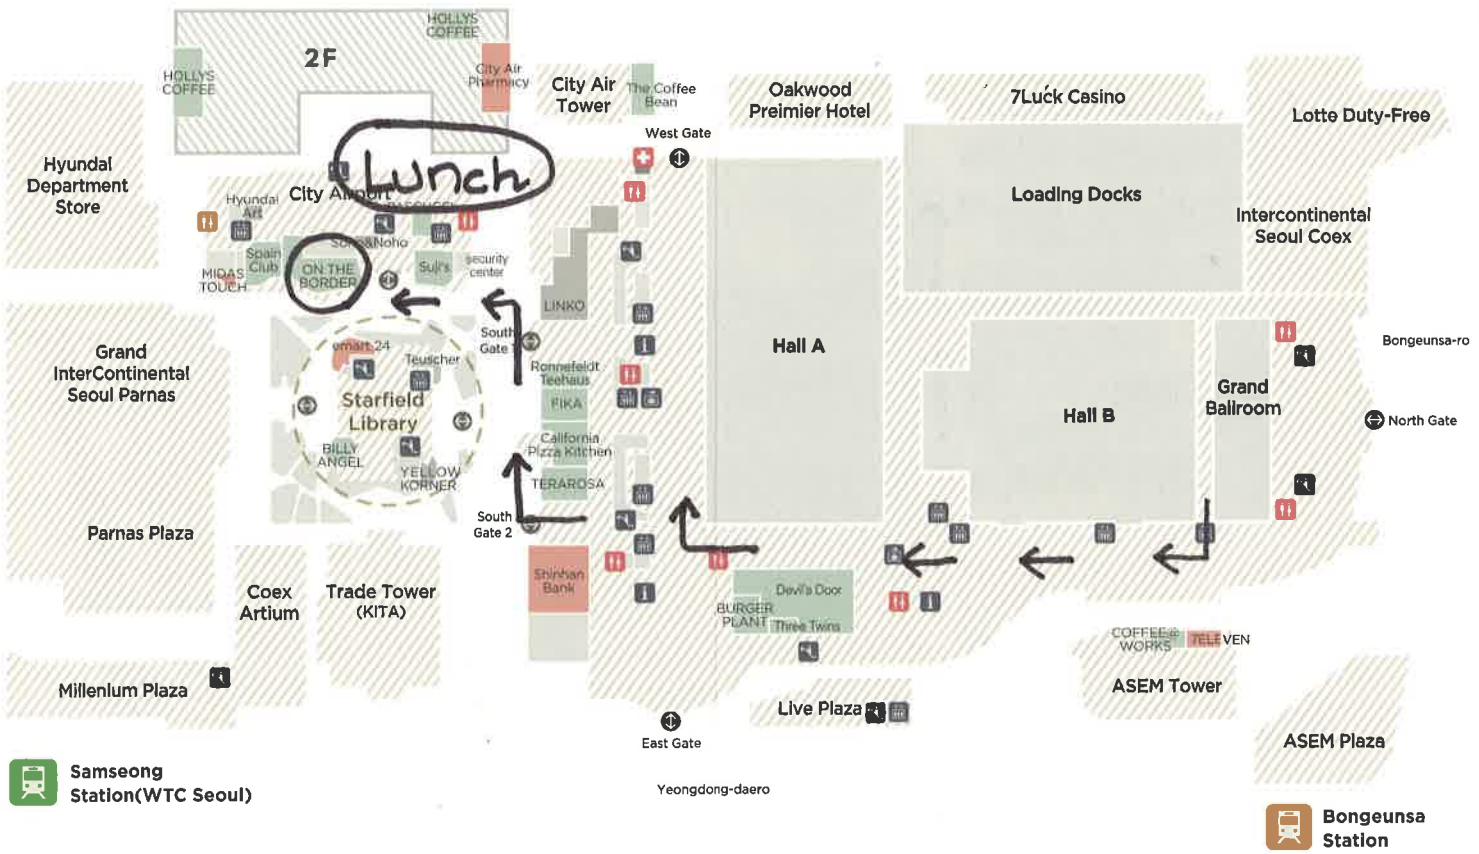 HOLLYS
COFFEE
2F
HOLLYS
COFFEE
City Air
Pharmacy
City Air
Tower
The Coffee
Bean
Oakwood
Preimier Hotel
7Luck Casino
Lotte Duty-Free
West Gate
Hyundal
Department
Store
Lunch
City Airport
Loading Docks
Intercontinental
Seoul Coex
Hyundai
Art
Soho&Noho
Spain
Club
ON THE
BORDER
Suji's
security
center
MIDAS
TOUCH
LINKO
South
Gate 1
emart 24
Teuscher
Ronnefeldt
Teehaus
FIKA
Starfield
Library
California
Pizza Kitchen
BILLY
ANGEL
YELLOW
KORNER
TERAROSA
South
Gate 2
Grand
InterContinental
Seoul Parnas
Hall A
Hall B
Grand
Ballroom
Bongeunsa-ro
North Gate
Parnas Plaza
Coex
Artium
Trade Tower
(KITA)
Shinhan
Bank
Devil's Door
BURGER
PLANT
Three Twins
COFFEE@
WORKS
7ELEVEN
ASEM Tower
Millenium Plaza
Live Plaza
East Gate
ASEM Plaza
Samseong
Station(WTC Seoul)
Yeongdong-daero
Bongeunsa
Station